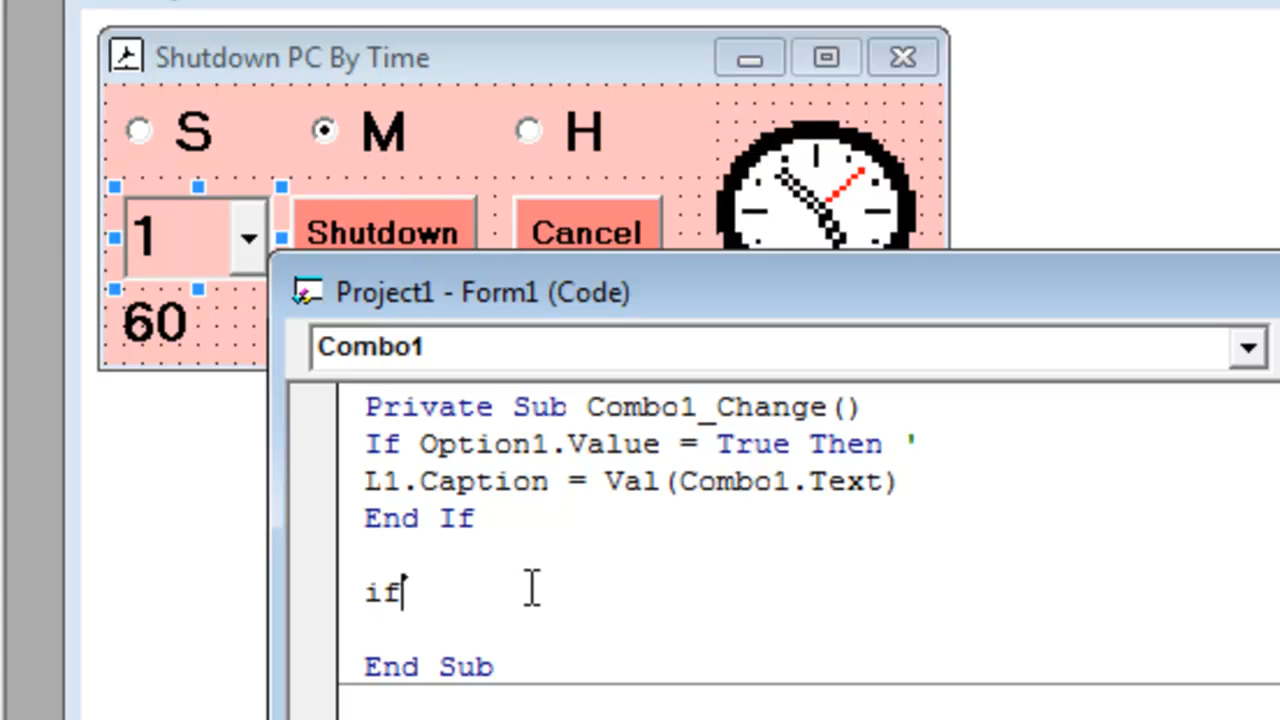 Shutdown PC By Time
S M H
1 Shutdown Cancel
60
Project1 - Form1 (Code)
Combo1
Private Sub Combo1_Change()
If Option1.Value = True Then '
L1.Caption = Val(Combo1.Text)
End If
if'
End Sub